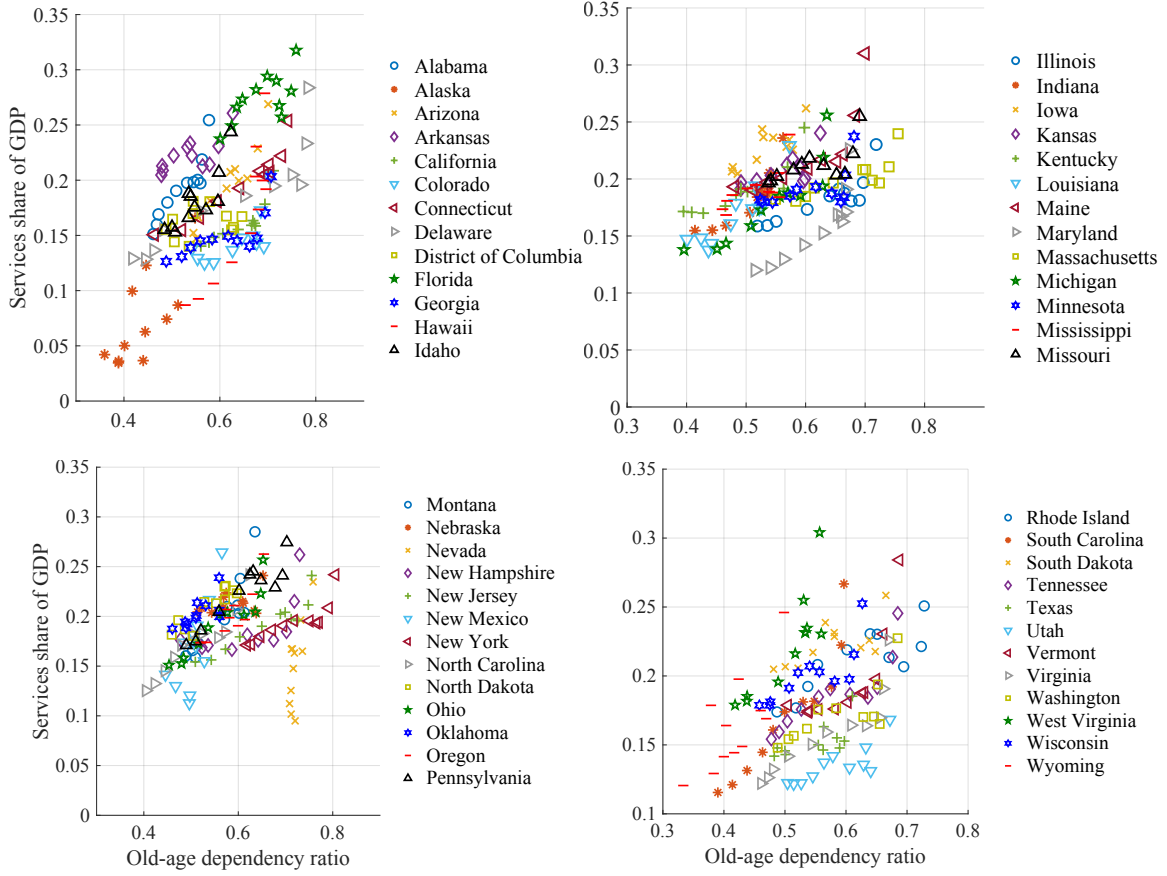 Services share of GDP
0.35
0.3
0.25
0.2
0.15
0.1
0.05
0
0.4
0.6
0.8
Alabama
Alaska
Arizona
Arkansas
California
Colorado
Connecticut
Delaware
District of Columbia
Florida
Georgia
Hawaii
Idaho
0.35
0.3
0.25
0.2
0.15
0.1
0.05
0
0.3
0.4
0.5
0.6
0.7
0.8
Illinois
Indiana
Iowa
Kansas
Kentucky
Louisiana
Maine
Maryland
Massachusetts
Michigan
Minnesota
Mississippi
Missouri
Services share of GDP
0.35
0.3
0.25
0.2
0.15
0.1
0.05
0
0.4
0.6
0.8
Old-age dependency ratio
Montana
Nebraska
Nevada
New Hampshire
New Jersey
New Mexico
New York
North Carolina
North Dakota
Ohio
Oklahoma
Oregon
Pennsylvania
0.35
0.3
0.25
0.2
0.15
0.1
0.3
0.4
0.5
0.6
0.7
0.8
Old-age dependency ratio
Rhode Island
South Carolina
South Dakota
Tennessee
Texas
Utah
Vermont
Virginia
Washington
West Virginia
Wisconsin
Wyoming